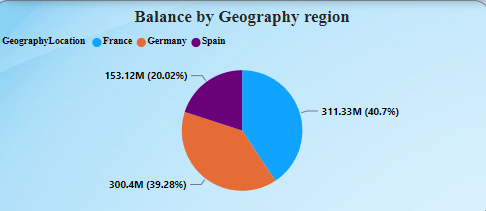 Balance by Geography region
GeographyLocation France Germany Spain
153.12M (20.02%)
311.33M (40.7%)
300.4M (39.28%)